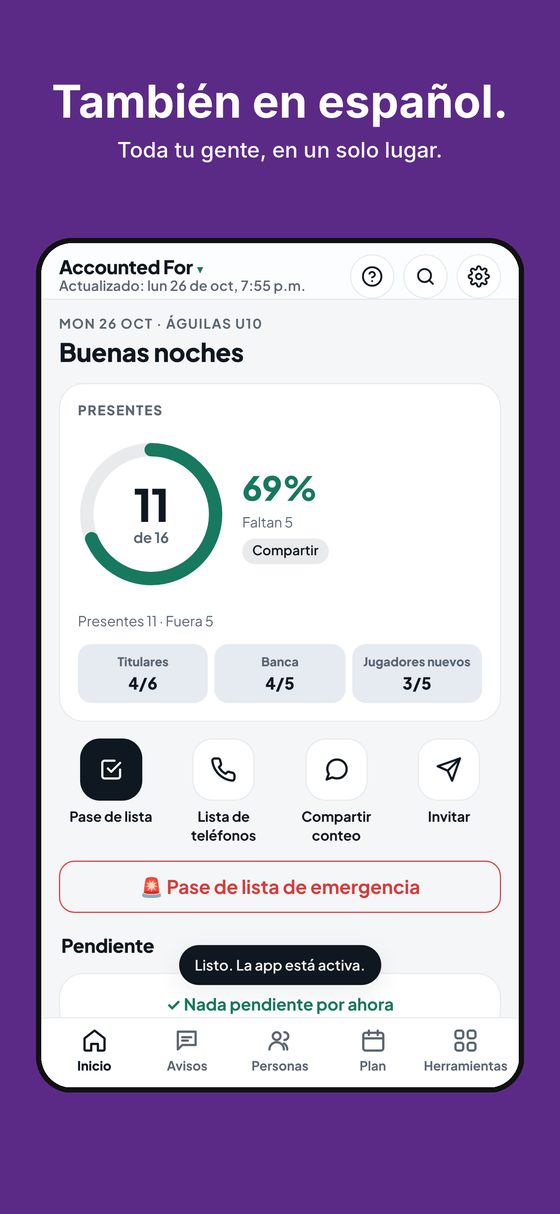 También en español.
Toda tu gente, en un solo lugar.
Accounted For ▾
Actualizado: lun 26 de oct, 7:55 p.m.
MON 26 OCT · ÁGUILAS U10
Buenas noches
PRESENTES
11
de 16
69%
Faltan 5
Compartir
Presentes 11 · Fuera 5
Titulares
4/6
Banca
4/5
Jugadores nuevos
3/5
Pase de lista
Lista de
teléfonos
Compartir
conteo
Invitar
🚨 Pase de lista de emergencia
Pendiente
Listo. La app está activa.
✓ Nada pendiente por ahora
Inicio
Avisos
Personas
Plan
Herramientas